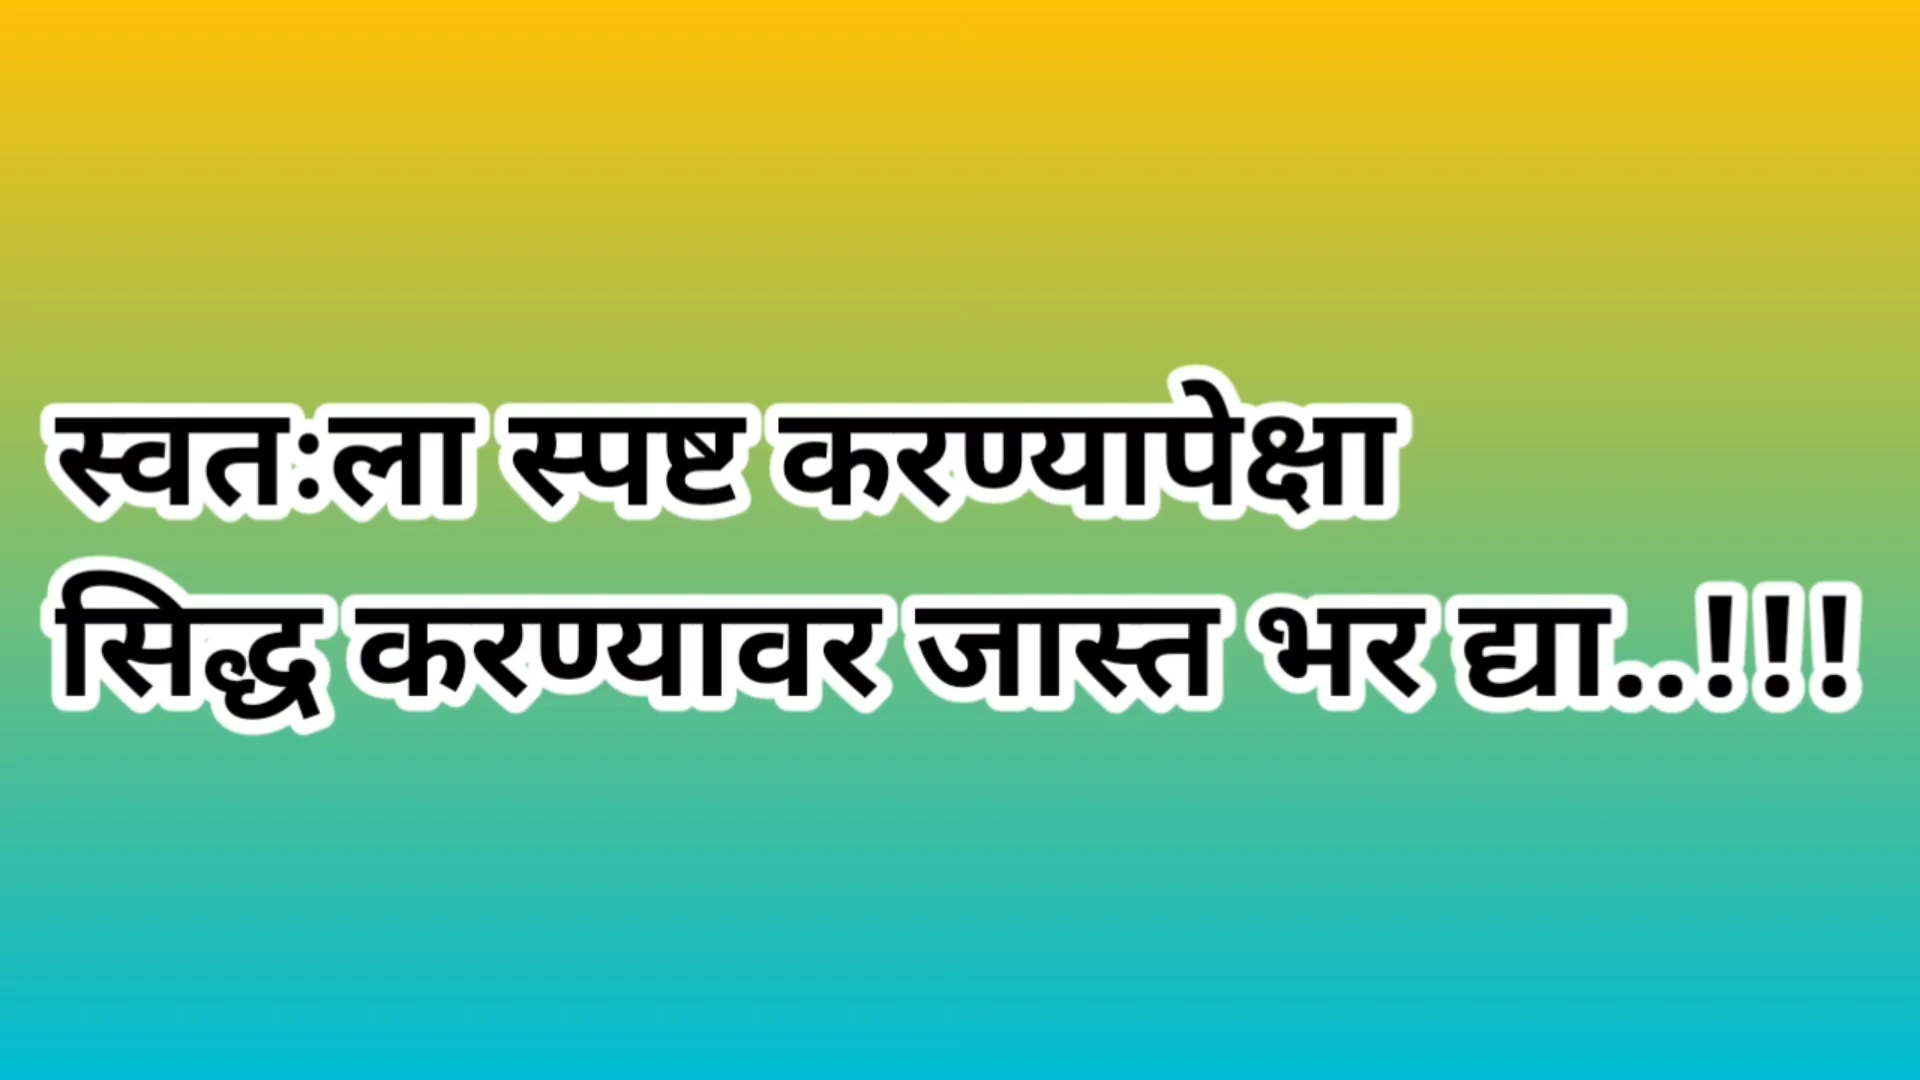 स्वतःला स्पष्ट करण्यापेक्षा
सिद्ध करण्यावर जास्त भर द्या..!!!